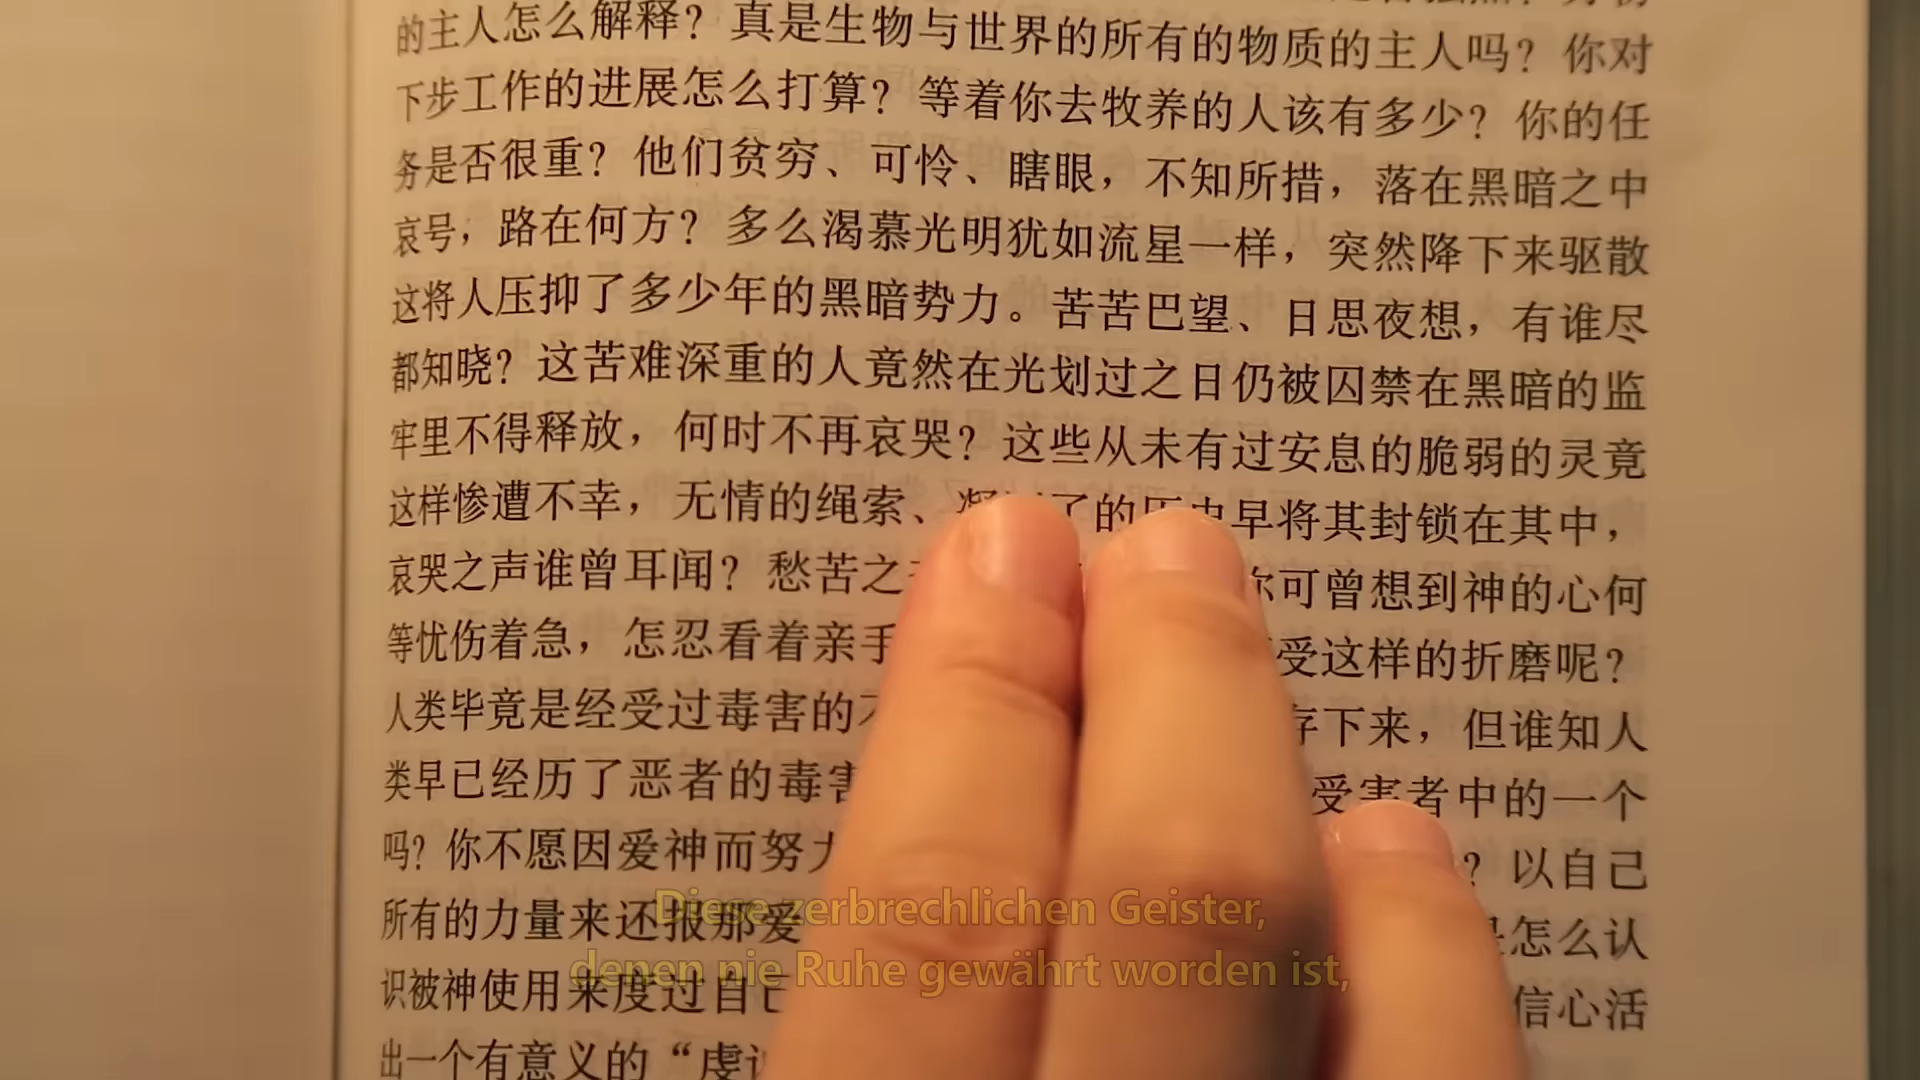 的主人怎么解释？真是生物与世界的所有的物质的主人吗？你对
下步工作的进展怎么打算？等着你去牧养的人该有多少？你的任
务是否很重？他们贫穷、可怜、瞎眼，不知所措，落在黑暗之中
哀号，路在何方？多么渴慕光明犹如流星一样，突然降下来驱散
这将人压抑了多少年的黑暗势力。苦苦巴望、日思夜想，有谁尽
都知晓？这苦难深重的人竟然在光划过之日仍被囚禁在黑暗的监
牢里不得释放，何时不再哀哭？这些从未有过安息的脆弱的灵竟
这样惨遭不幸，无情的绳索、了的历史早将其封锁在其中，
哀哭之声谁曾耳闻？愁苦之你可曾想到神的心何
等忧伤着急，怎忍看着亲手受这样的折磨呢？
人类毕竟是经受过毒害的存下来，但谁知人
类早已经历了恶者的毒害受害者中的一个
吗？你不愿因爱神而努力？以自己
所有的力量来还报那爱是怎么认
识被神使用来度过自己信心活
出一个有意义的“虔
Diese zerbrechlichen Geister,
denen nie Ruhe gewährt worden ist,